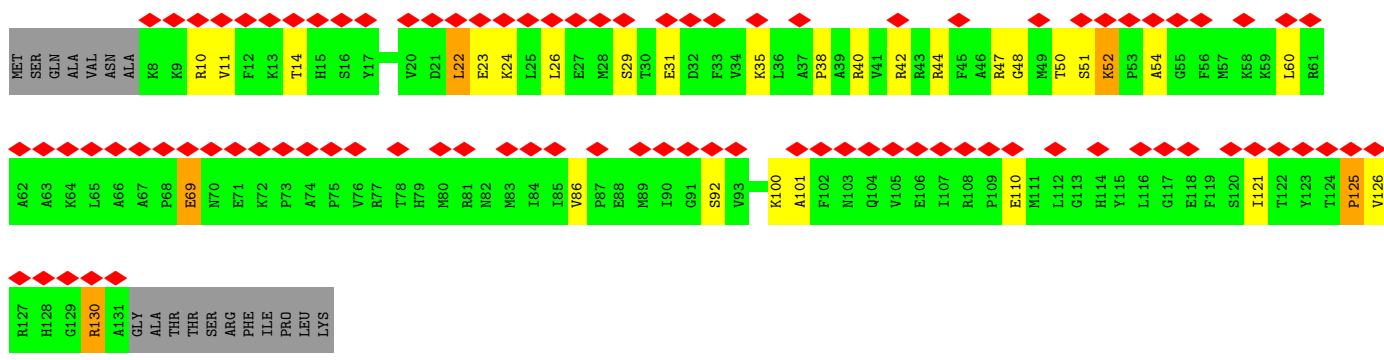 MET SER GLN ALA VAL ASN ALA K8 K9 R10 V11 F12 K13 T14 H15 S16 Y17 V20 D21 L22 E23 K24 L25 L26 E27 M28 S29 T30 E31 D32 F33 V34 K35 L36 A37 P38 A39 R40 V41 R42 R43 R44 F45 A46 R47 G48 M49 T50 S51 K52 P53 A54 G55 F56 M57 K58 K59 L60 R61
A62 A63 K64 L65 A66 A67 P68 E69 N70 E71 K72 P73 A74 P75 V76 R77 T78 H79 M80 R81 N82 M83 I84 I85 V86 P87 E88 M89 I90 G91 S92 V93 K100 A101 F102 N103 Q104 V105 E106 I107 R108 P109 E110 M111 L112 G113 H114 Y115 L116 G117 E118 F119 S120 I121 T122 Y123 T124 P125 V126
R127 H128 G129 R130 A131 GLY ALA THR THR SER ARG PHE ILE PRO LEU LYS